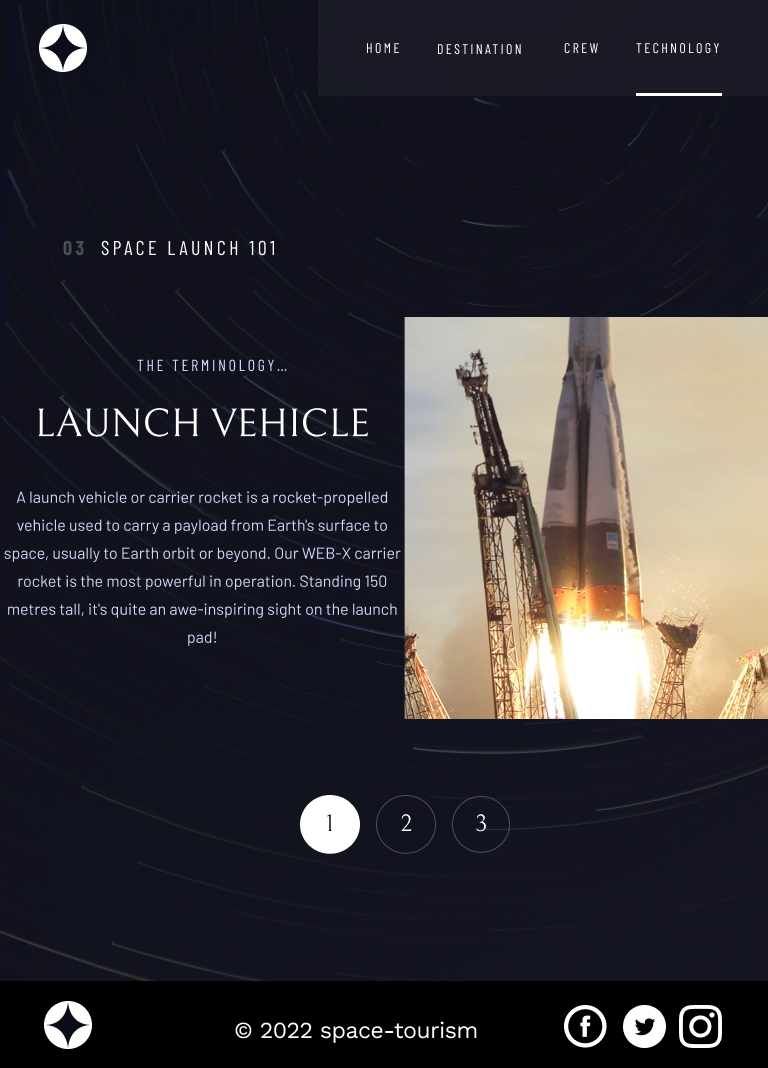 HOME DESTINATION CREW TECHNOLOGY
03 SPACE LAUNCH 101
THE TERMINOLOGY...
LAUNCH VEHICLE
A launch vehicle or carrier rocket is a rocket-propelled
vehicle used to carry a payload from Earth's surface to
space, usually to Earth orbit or beyond. Our WEB-X carrier
rocket is the most powerful in operation. Standing 150
metres tall, it's quite an awe-inspiring sight on the launch
pad!
1 2 3
© 2022 space-tourism